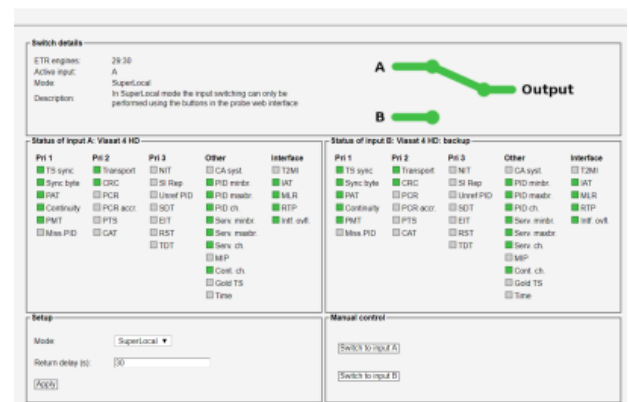 Switch details
ETR engines: 29:30
Active input: A
Mode: SuperLocal
Description: In SuperLocal mode the input switching can only be
performed using the buttons in the probe web interface
A
Output
B
Status of input A: Viasat 4 HD
Pri 1 Pri 2 Pri 3 Other Interface
TS sync Transport NIT CA syst. T2MI
Sync byte CRC SI Rep PID minbr. IAT
PAT PCR Unref PID PID maxbr. MLR
Continuity PCR accr. SDT PID ch. RTP
PMT PTS EIT Serv. minbr. Intf. ovfl.
Miss.PID CAT RST Serv. maxbr.
TDT Serv. ch.
MIP
Cont. ch.
Gold TS
Time
Status of input B: Viasat 4 HD: backup
Pri 1 Pri 2 Pri 3 Other Interface
TS sync Transport NIT CA syst. T2MI
Sync byte CRC SI Rep PID minbr. IAT
PAT PCR Unref PID PID maxbr. MLR
Continuity PCR accr. SDT PID ch. RTP
PMT PTS EIT Serv. minbr. Intf. ovfl.
Miss.PID CAT RST Serv. maxbr.
TDT Serv. ch.
MIP
Cont. ch.
Gold TS
Time
Setup
Mode: SuperLocal
Return delay (s): 30
Apply
Manual control
Switch to input A
Switch to input B